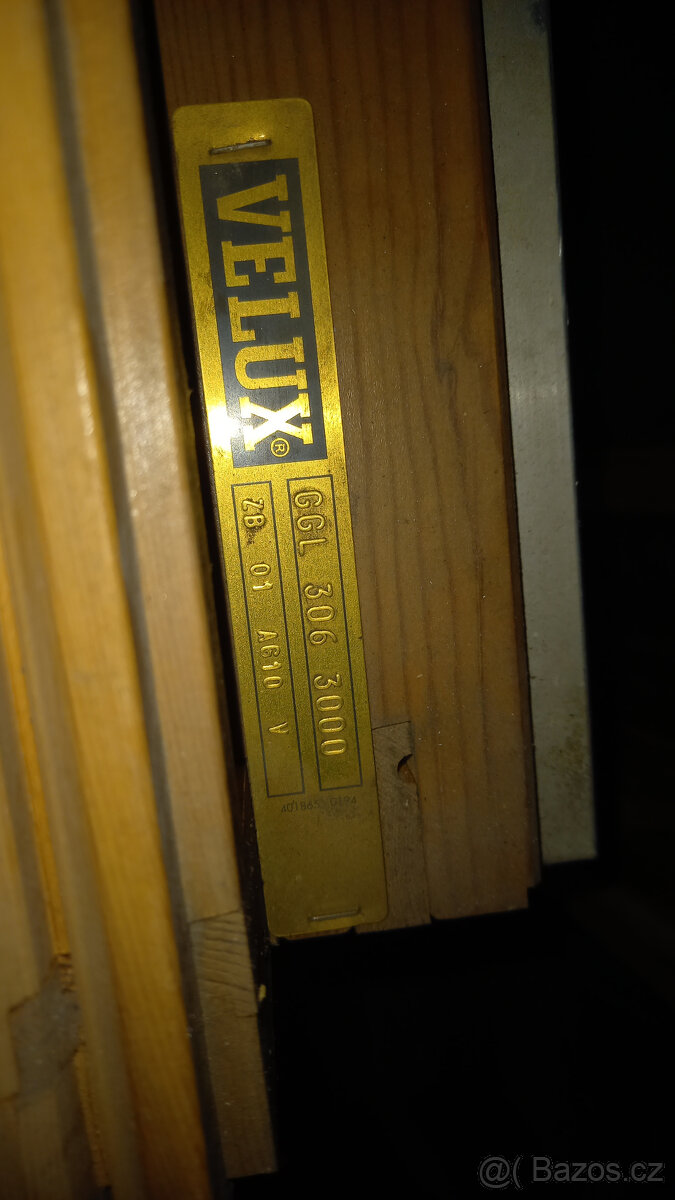 VELUX®
GGL 306 3000
ZB 01 A610 V
@( Bazos.cz